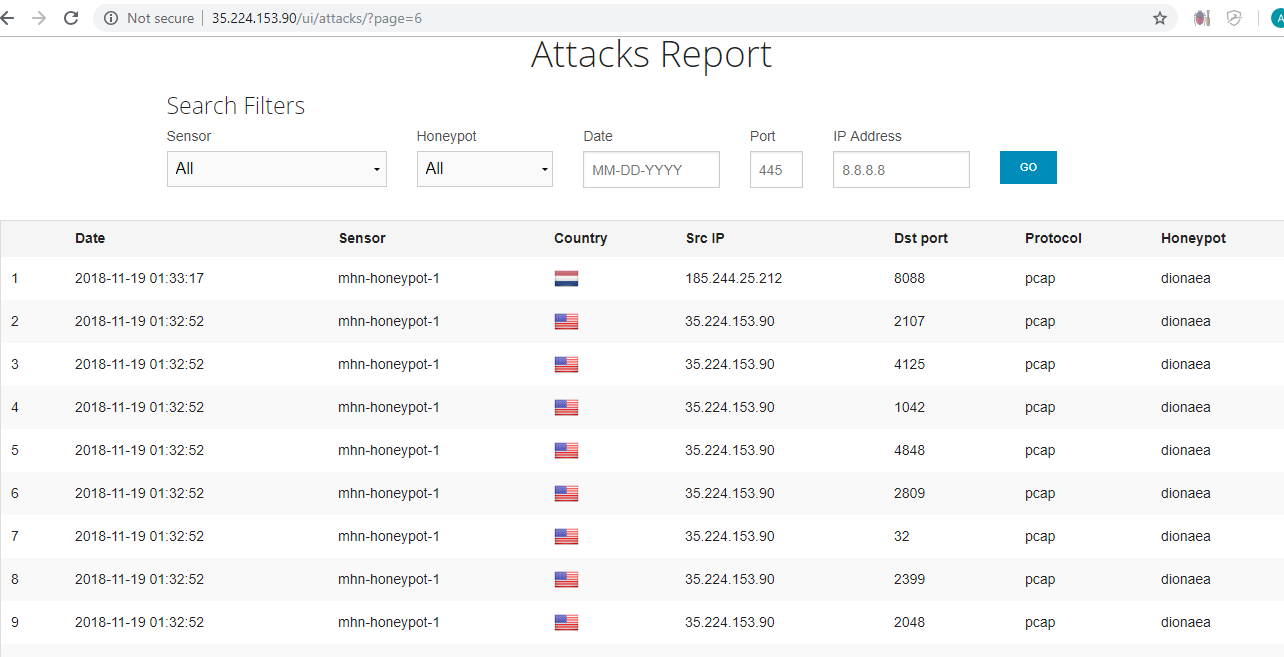 Not secure 35.224.153.90/ui/attacks/?page=6
A
Attacks Report
Search Filters
Sensor Honeypot Date Port IP Address
All All MM-DD-YYYY 445 8.8.8.8 GO
Date Sensor Country Src IP Dst port Protocol Honeypot
1 2018-11-19 01:33:17 mhn-honeypot-1 185.244.25.212 8088 pcap dionaea
2 2018-11-19 01:32:52 mhn-honeypot-1 35.224.153.90 2107 pcap dionaea
3 2018-11-19 01:32:52 mhn-honeypot-1 35.224.153.90 4125 pcap dionaea
4 2018-11-19 01:32:52 mhn-honeypot-1 35.224.153.90 1042 pcap dionaea
5 2018-11-19 01:32:52 mhn-honeypot-1 35.224.153.90 4848 pcap dionaea
6 2018-11-19 01:32:52 mhn-honeypot-1 35.224.153.90 2809 pcap dionaea
7 2018-11-19 01:32:52 mhn-honeypot-1 35.224.153.90 32 pcap dionaea
8 2018-11-19 01:32:52 mhn-honeypot-1 35.224.153.90 2399 pcap dionaea
9 2018-11-19 01:32:52 mhn-honeypot-1 35.224.153.90 2048 pcap dionaea